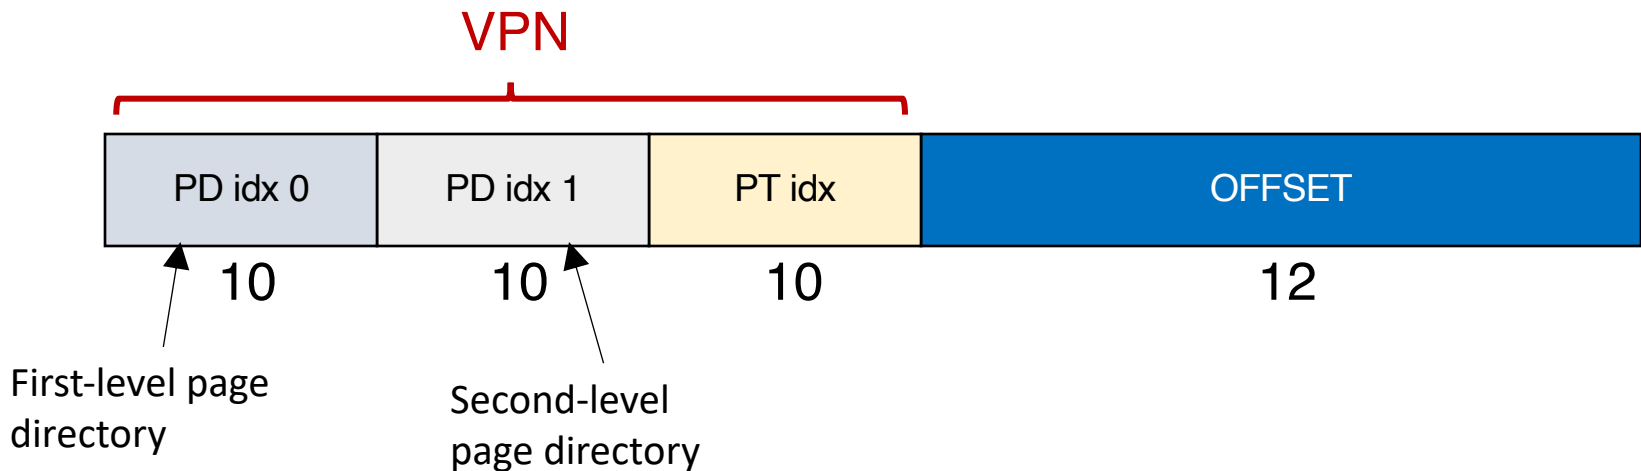 VPN
PD idx 0 PD idx 1 PT idx OFFSET
10 10 10 12
First-level page
directory
Second-level
page directory